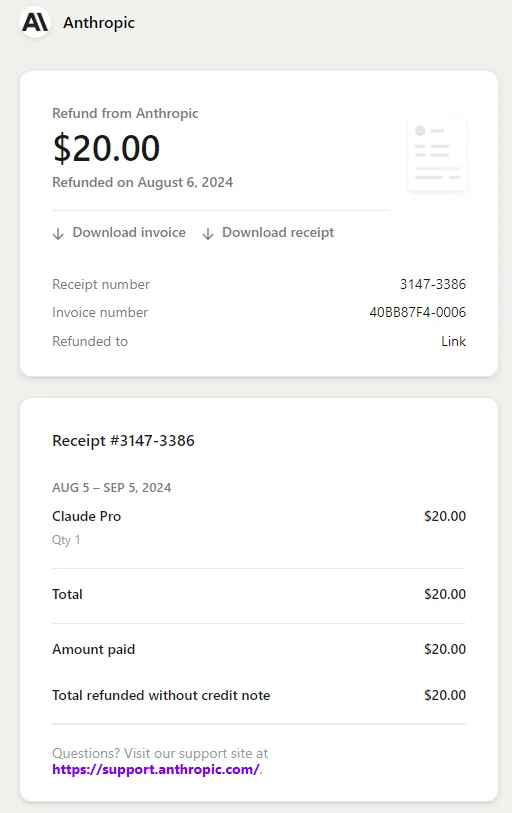 Anthropic
Refund from Anthropic
$20.00
Refunded on August 6, 2024
Download invoice Download receipt
Receipt number 3147-3386
Invoice number 40BB87F4-0006
Refunded to Link
Receipt #3147-3386
AUG 5 – SEP 5, 2024
Claude Pro $20.00
Qty 1
Total $20.00
Amount paid $20.00
Total refunded without credit note $20.00
Questions? Visit our support site at
https://support.anthropic.com/.